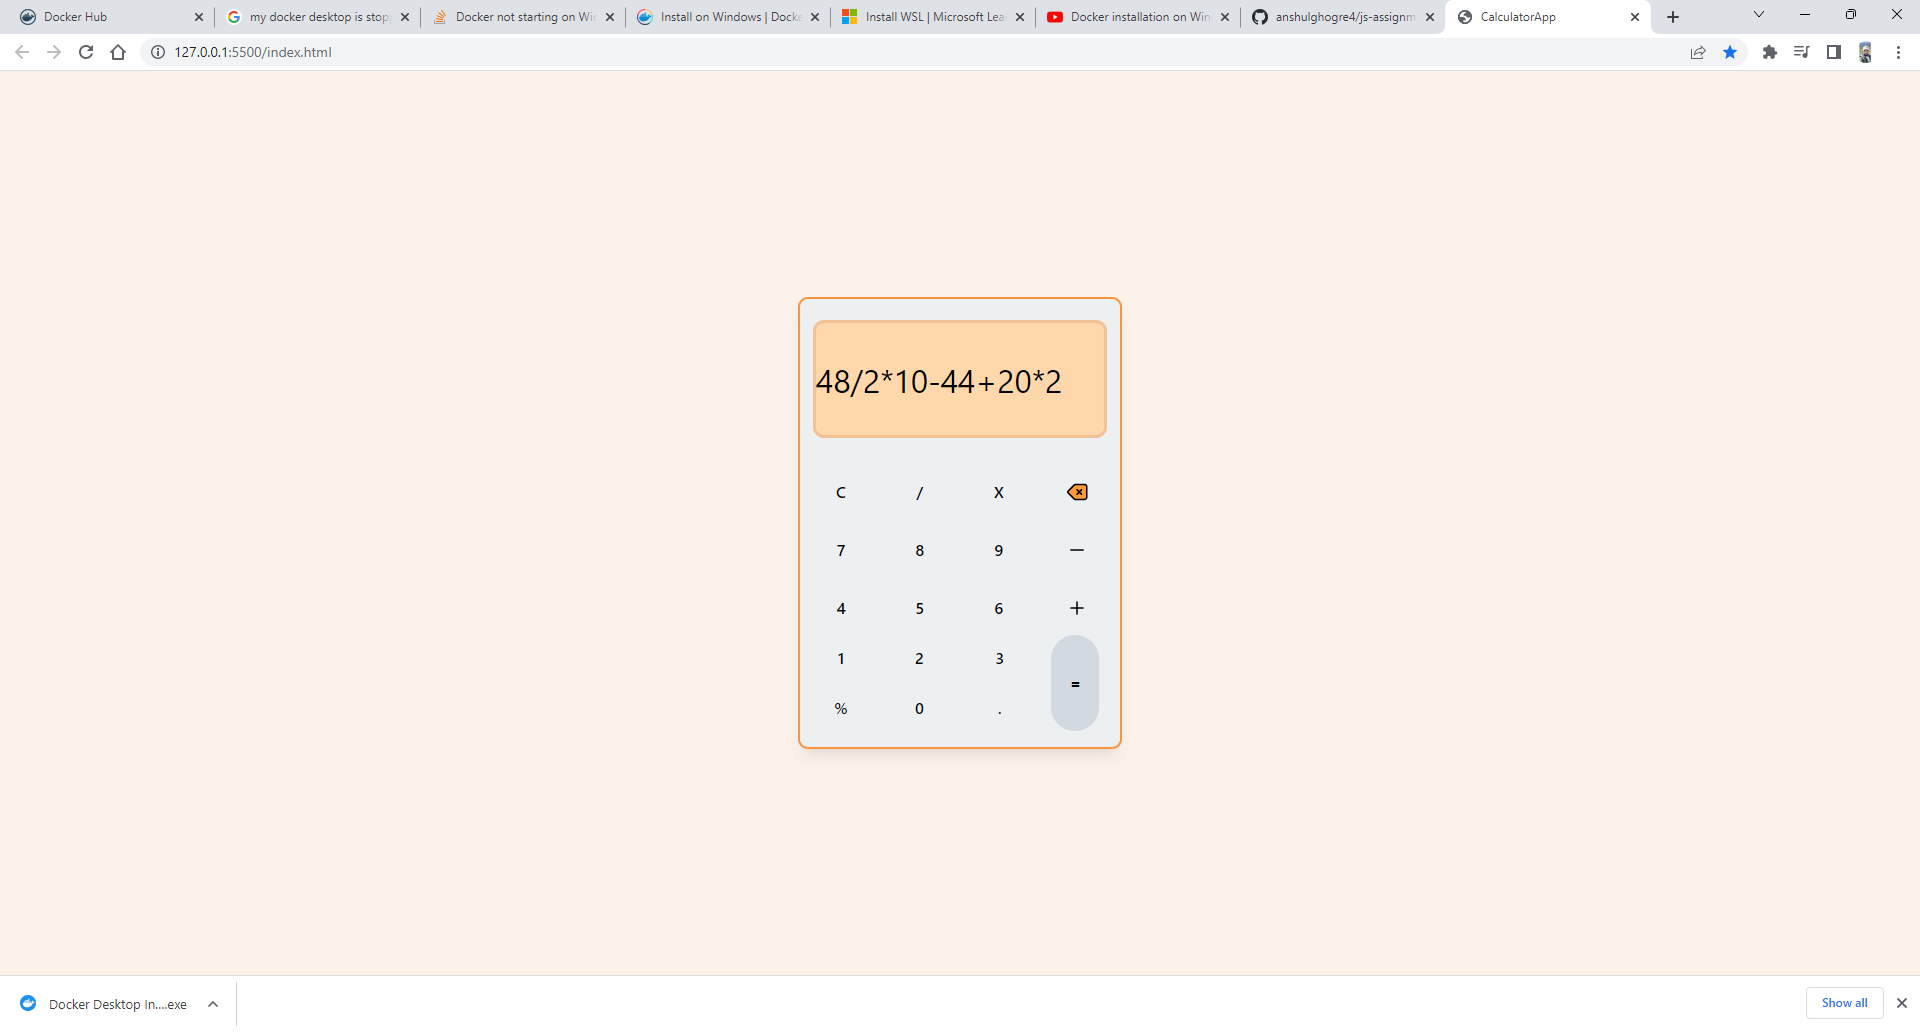 Docker Hub
my docker desktop is stop
Docker not starting on Win
Install on Windows | Docke
Install WSL | Microsoft Lea
Docker installation on Win
anshulghogre4/js-assignm
CalculatorApp
127.0.0.1:5500/index.html
48/2*10-44+20*2
C / X
7 8 9 —
4 5 6 +
1 2 3
=
% 0 .
Docker Desktop In....exe
Show all